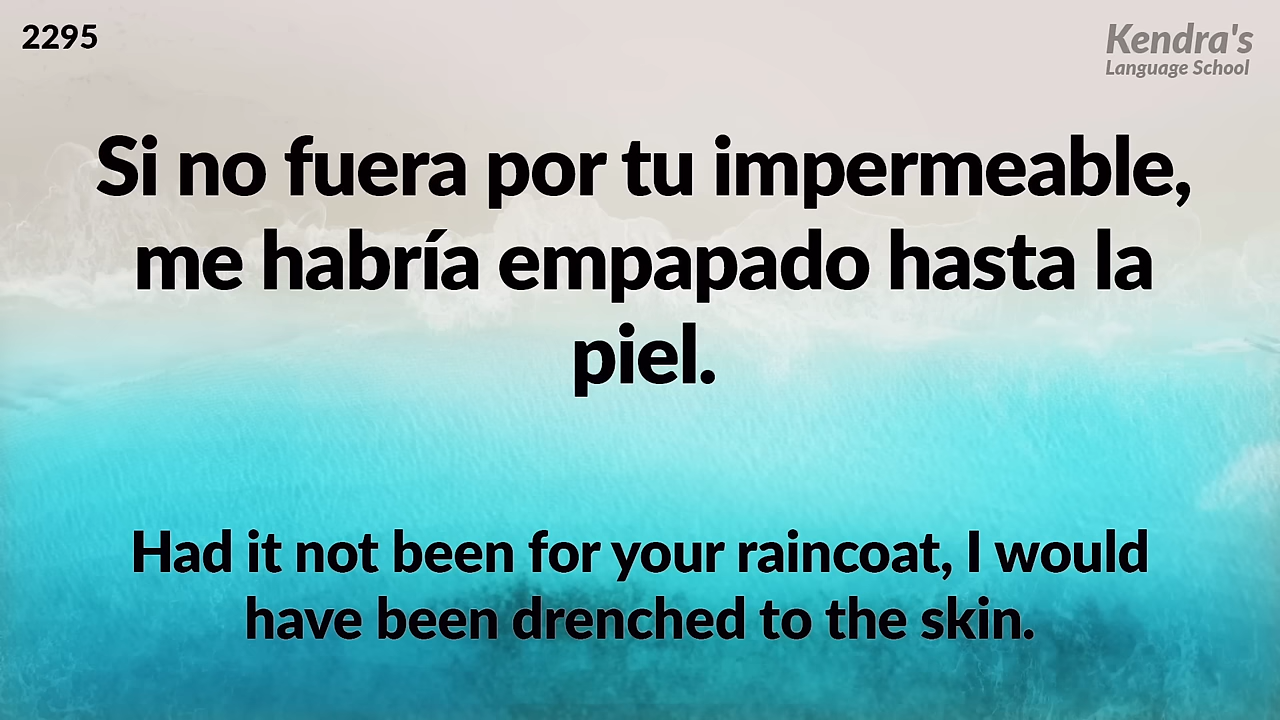 2295
Kendra's
Language School
Si no fuera por tu impermeable,
me habría empapado hasta la
piel.
Had it not been for your raincoat, I would
have been drenched to the skin.